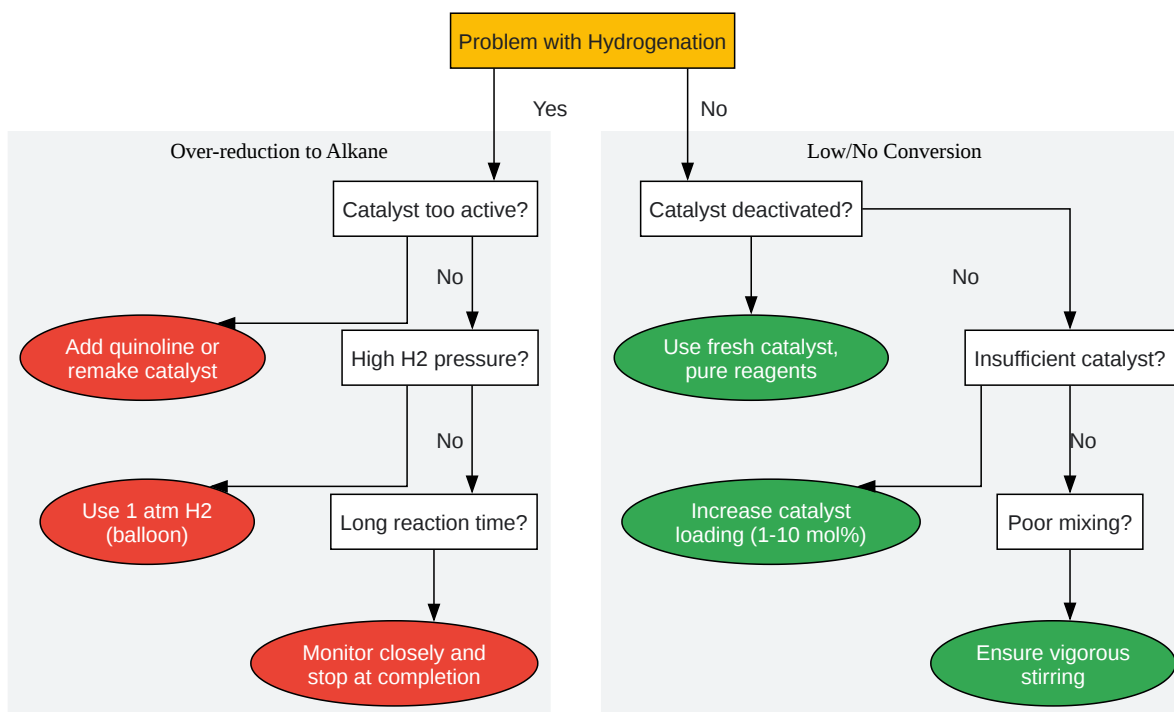 Problem with Hydrogenation
Yes
No
Over-reduction to Alkane
Low/No Conversion
Catalyst too active?
Catalyst deactivated?
No
No
Add quinoline or
remake catalyst
High H2 pressure?
Use fresh catalyst,
pure reagents
Insufficient catalyst?
No
No
Use 1 atm H2
(balloon)
Long reaction time?
Increase catalyst
loading (1-10 mol%)
Poor mixing?
Monitor closely and
stop at completion
Ensure vigorous
stirring